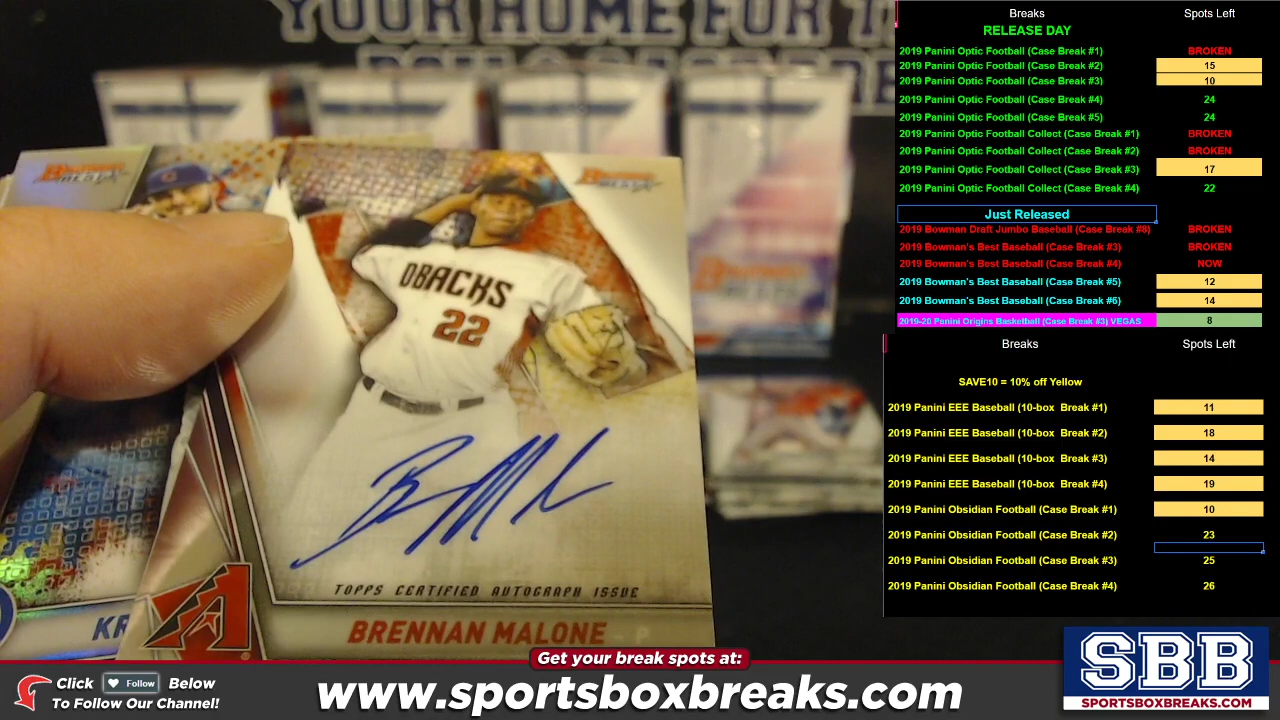 YOUR HOME FOR T
Breaks Spots Left
RELEASE DAY
2019 Panini Optic Football (Case Break #1) BROKEN
2019 Panini Optic Football (Case Break #2) 15
2019 Panini Optic Football (Case Break #3) 10
2019 Panini Optic Football (Case Break #4) 24
2019 Panini Optic Football (Case Break #5) 24
2019 Panini Optic Football Collect (Case Break #1) BROKEN
2019 Panini Optic Football Collect (Case Break #2) BROKEN
2019 Panini Optic Football Collect (Case Break #3) 17
2019 Panini Optic Football Collect (Case Break #4) 22
Just Released
2019 Bowman Draft Jumbo Baseball (Case Break #8) BROKEN
2019 Bowman's Best Baseball (Case Break #3) BROKEN
2019 Bowman's Best Baseball (Case Break #4) NOW
2019 Bowman's Best Baseball (Case Break #5) 12
2019 Bowman's Best Baseball (Case Break #6) 14
2019-20 Panini Origins Basketball (Case Break #3) VEGAS 8
Breaks Spots Left
SAVE10 = 10% off Yellow
2019 Panini EEE Baseball (10-box Break #1) 11
2019 Panini EEE Baseball (10-box Break #2) 18
2019 Panini EEE Baseball (10-box Break #3) 14
2019 Panini EEE Baseball (10-box Break #4) 19
2019 Panini Obsidian Football (Case Break #1) 10
2019 Panini Obsidian Football (Case Break #2) 23
2019 Panini Obsidian Football (Case Break #3) 25
2019 Panini Obsidian Football (Case Break #4) 26
DBACKS
22
TOPPS CERTIFIED AUTOGRAPH ISSUE
BRENNAN MALONE - P
KR
Get your break spots at:
Click Follow Below
To Follow Our Channel!
www.sportsboxbreaks.com
SBB
SPORTSBOXBREAKS.COM